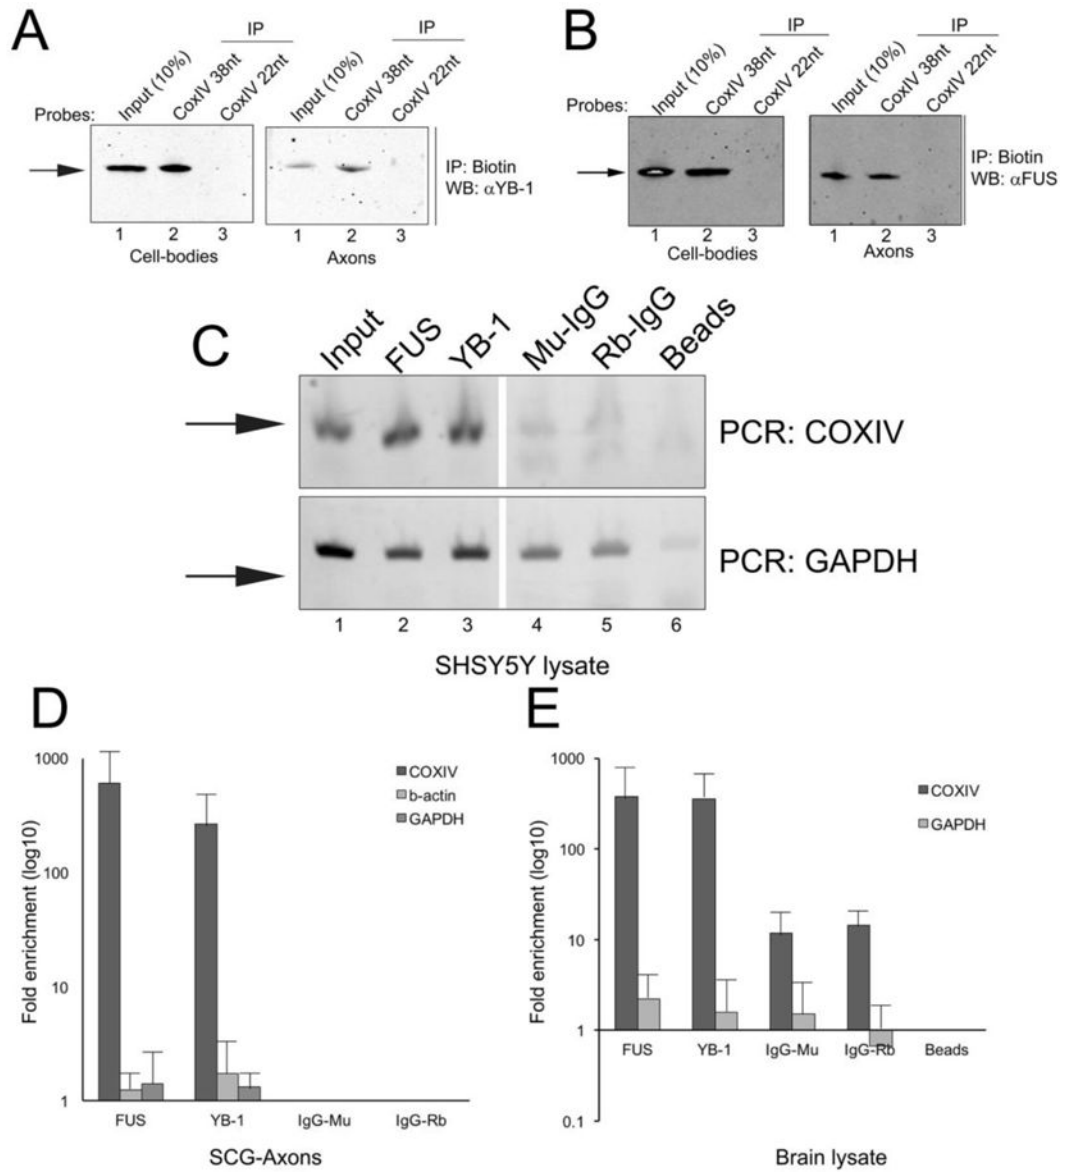 A
IP
IP
Input (10%)
CoxIV 38nt
CoxIV 22nt
Input (10%)
CoxIV 38nt
CoxIV 22nt
Probes:
IP: Biotin
WB: αYB-1
1 2 3
1 2 3
Cell-bodies
Axons
B
IP
IP
Input (10%)
CoxIV 38nt
CoxIV 22nt
Input (10%)
CoxIV 38nt
CoxIV 22nt
Probes:
IP: Biotin
WB: αFUS
1 2 3
1 2 3
Cell-bodies
Axons
C
Input
FUS
YB-1
Mu-IgG
Rb-IgG
Beads
PCR: COXIV
PCR: GAPDH
1 2 3 4 5 6
SHSY5Y lysate
D
Fold enrichment (log10)
1000
100
10
1
COXIV
b-actin
GAPDH
FUS YB-1 IgG-Mu IgG-Rb
SCG-Axons
E
Fold enrichment (log10)
1000
100
10
1
0.1
COXIV
GAPDH
FUS YB-1 IgG-Mu IgG-Rb Beads
Brain lysate